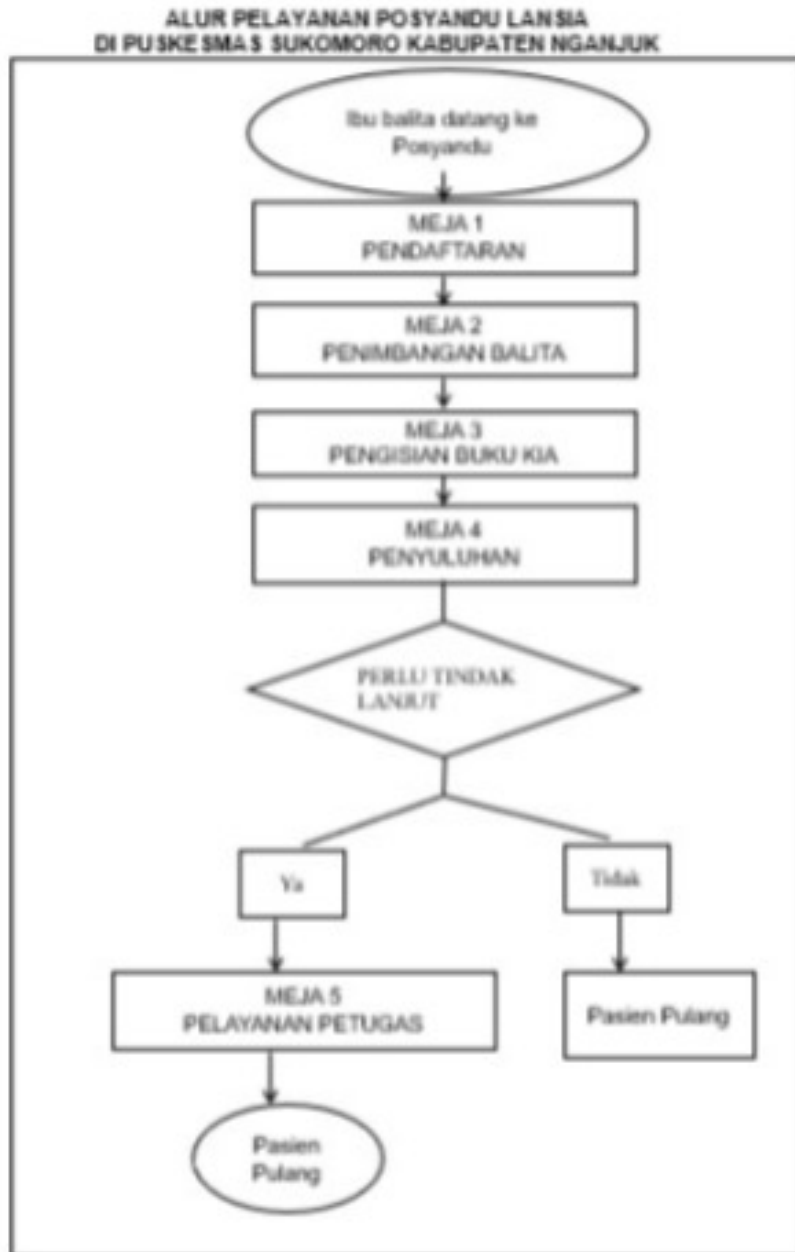 ALUR PELAYANAN POSYANDU LANSIA
DI PUSKESMAS SUKOMORO KABUPATEN NGANJUK
Ibu balita datang ke
Posyandu
MEJA 1
PENDAFTARAN
MEJA 2
PENIMBANGAN BALITA
MEJA 3
PENGISIAN BUKU KIA
MEJA 4
PENYULUHAN
PERLU TINDAK
LANJUT
Ya
Tidak
MEJA 5
PELAYANAN PETUGAS
Pasien Pulang
Pasien
Pulang